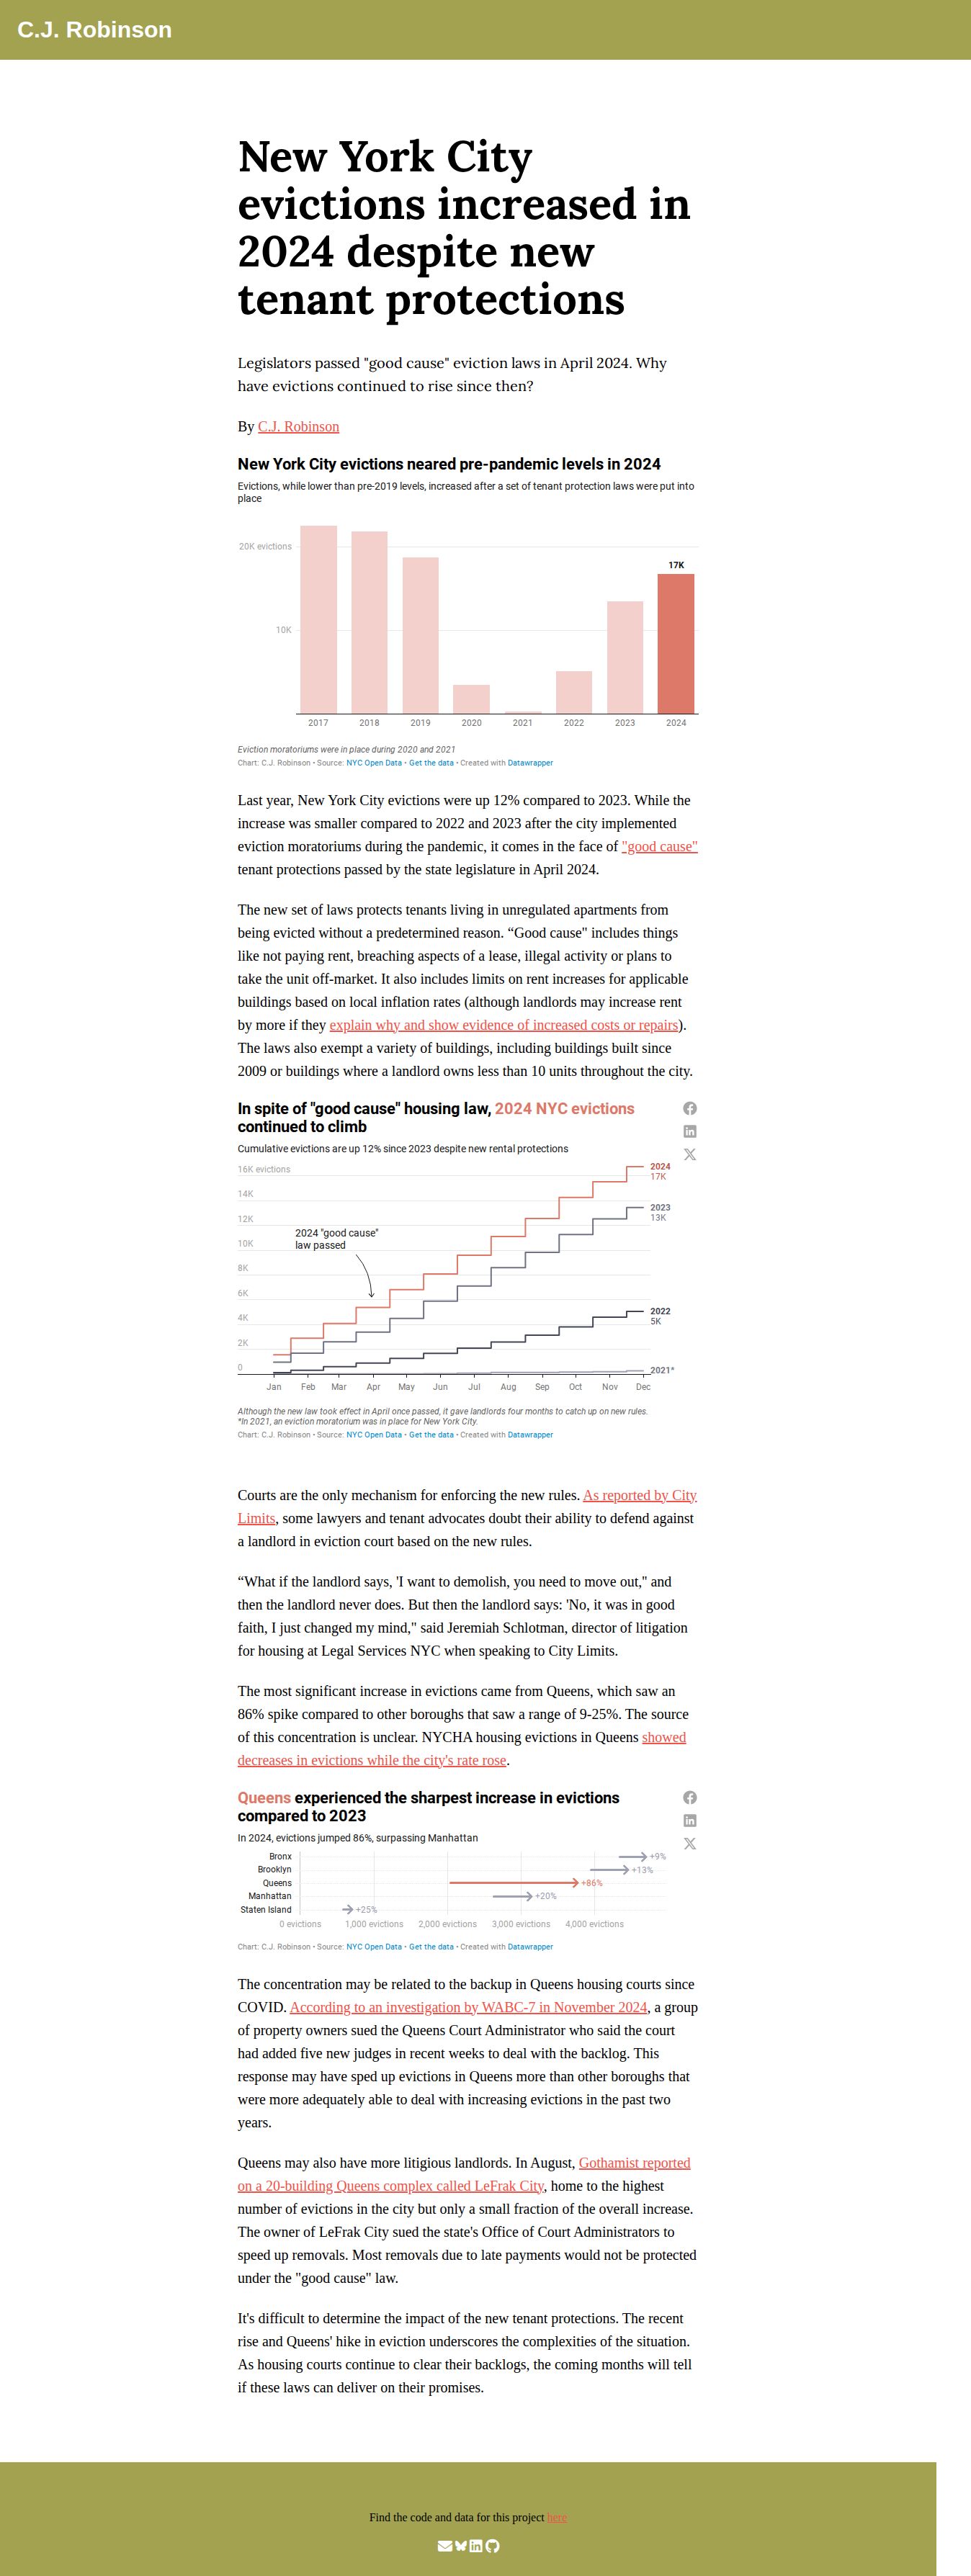 C.J. Robinson
New York City
evictions increased in
2024 despite new
tenant protections
Legislators passed "good cause" eviction laws in April 2024. Why
have evictions continued to rise since then?
By C.J. Robinson
New York City evictions neared pre-pandemic levels in 2024
Evictions, while lower than pre-2019 levels, increased after a set of tenant protection laws were put into
place
20K evictions
17K
10K
2017 2018 2019 2020 2021 2022 2023 2024
Eviction moratoriums were in place during 2020 and 2021
Chart: C.J. Robinson • Source: NYC Open Data • Get the data • Created with Datawrapper
Last year, New York City evictions were up 12% compared to 2023. While the
increase was smaller compared to 2022 and 2023 after the city implemented
eviction moratoriums during the pandemic, it comes in the face of "good cause"
tenant protections passed by the state legislature in April 2024.
The new set of laws protects tenants living in unregulated apartments from
being evicted without a predetermined reason. “Good cause" includes things
like not paying rent, breaching aspects of a lease, illegal activity or plans to
take the unit off-market. It also includes limits on rent increases for applicable
buildings based on local inflation rates (although landlords may increase rent
by more if they explain why and show evidence of increased costs or repairs).
The laws also exempt a variety of buildings, including buildings built since
2009 or buildings where a landlord owns less than 10 units throughout the city.
In spite of "good cause" housing law, 2024 NYC evictions
continued to climb
Cumulative evictions are up 12% since 2023 despite new rental protections
16K evictions
14K
12K
10K
8K
6K
4K
2K
0
2024 "good cause"
law passed
2024
17K
2023
13K
2022
5K
2021*
Jan Feb Mar Apr May Jun Jul Aug Sep Oct Nov Dec
Although the new law took effect in April once passed, it gave landlords four months to catch up on new rules.
*In 2021, an eviction moratorium was in place for New York City.
Chart: C.J. Robinson • Source: NYC Open Data • Get the data • Created with Datawrapper
Courts are the only mechanism for enforcing the new rules. As reported by City
Limits, some lawyers and tenant advocates doubt their ability to defend against
a landlord in eviction court based on the new rules.
“What if the landlord says, 'I want to demolish, you need to move out," and
then the landlord never does. But then the landlord says: 'No, it was in good
faith, I just changed my mind," said Jeremiah Schlotman, director of litigation
for housing at Legal Services NYC when speaking to City Limits.
The most significant increase in evictions came from Queens, which saw an
86% spike compared to other boroughs that saw a range of 9-25%. The source
of this concentration is unclear. NYCHA housing evictions in Queens showed
decreases in evictions while the city's rate rose.
Queens experienced the sharpest increase in evictions
compared to 2023
In 2024, evictions jumped 86%, surpassing Manhattan
Bronx +9%
Brooklyn +13%
Queens +86%
Manhattan +20%
Staten Island +25%
0 evictions 1,000 evictions 2,000 evictions 3,000 evictions 4,000 evictions
Chart: C.J. Robinson • Source: NYC Open Data • Get the data • Created with Datawrapper
The concentration may be related to the backup in Queens housing courts since
COVID. According to an investigation by WABC-7 in November 2024, a group
of property owners sued the Queens Court Administrator who said the court
had added five new judges in recent weeks to deal with the backlog. This
response may have sped up evictions in Queens more than other boroughs that
were more adequately able to deal with increasing evictions in the past two
years.
Queens may also have more litigious landlords. In August, Gothamist reported
on a 20-building Queens complex called LeFrak City, home to the highest
number of evictions in the city but only a small fraction of the overall increase.
The owner of LeFrak City sued the state's Office of Court Administrators to
speed up removals. Most removals due to late payments would not be protected
under the "good cause" law.
It's difficult to determine the impact of the new tenant protections. The recent
rise and Queens' hike in eviction underscores the complexities of the situation.
As housing courts continue to clear their backlogs, the coming months will tell
if these laws can deliver on their promises.
Find the code and data for this project here